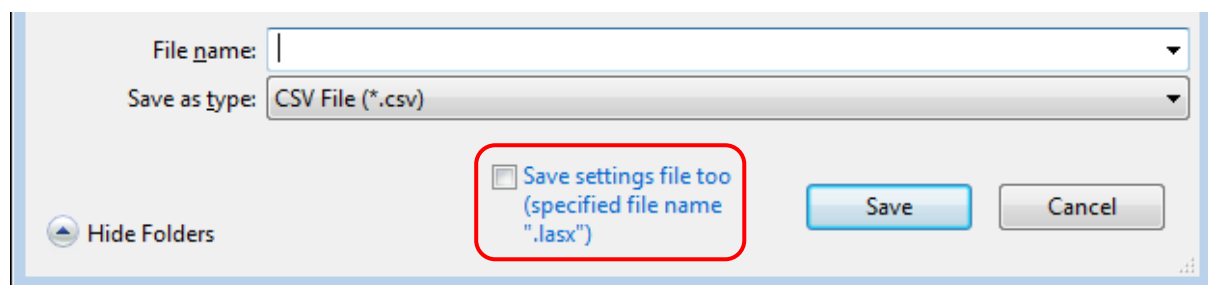 File name:
Save as type: CSV File (*.csv)
Save settings file too
(specified file name
".lasx")
Save
Cancel
Hide Folders